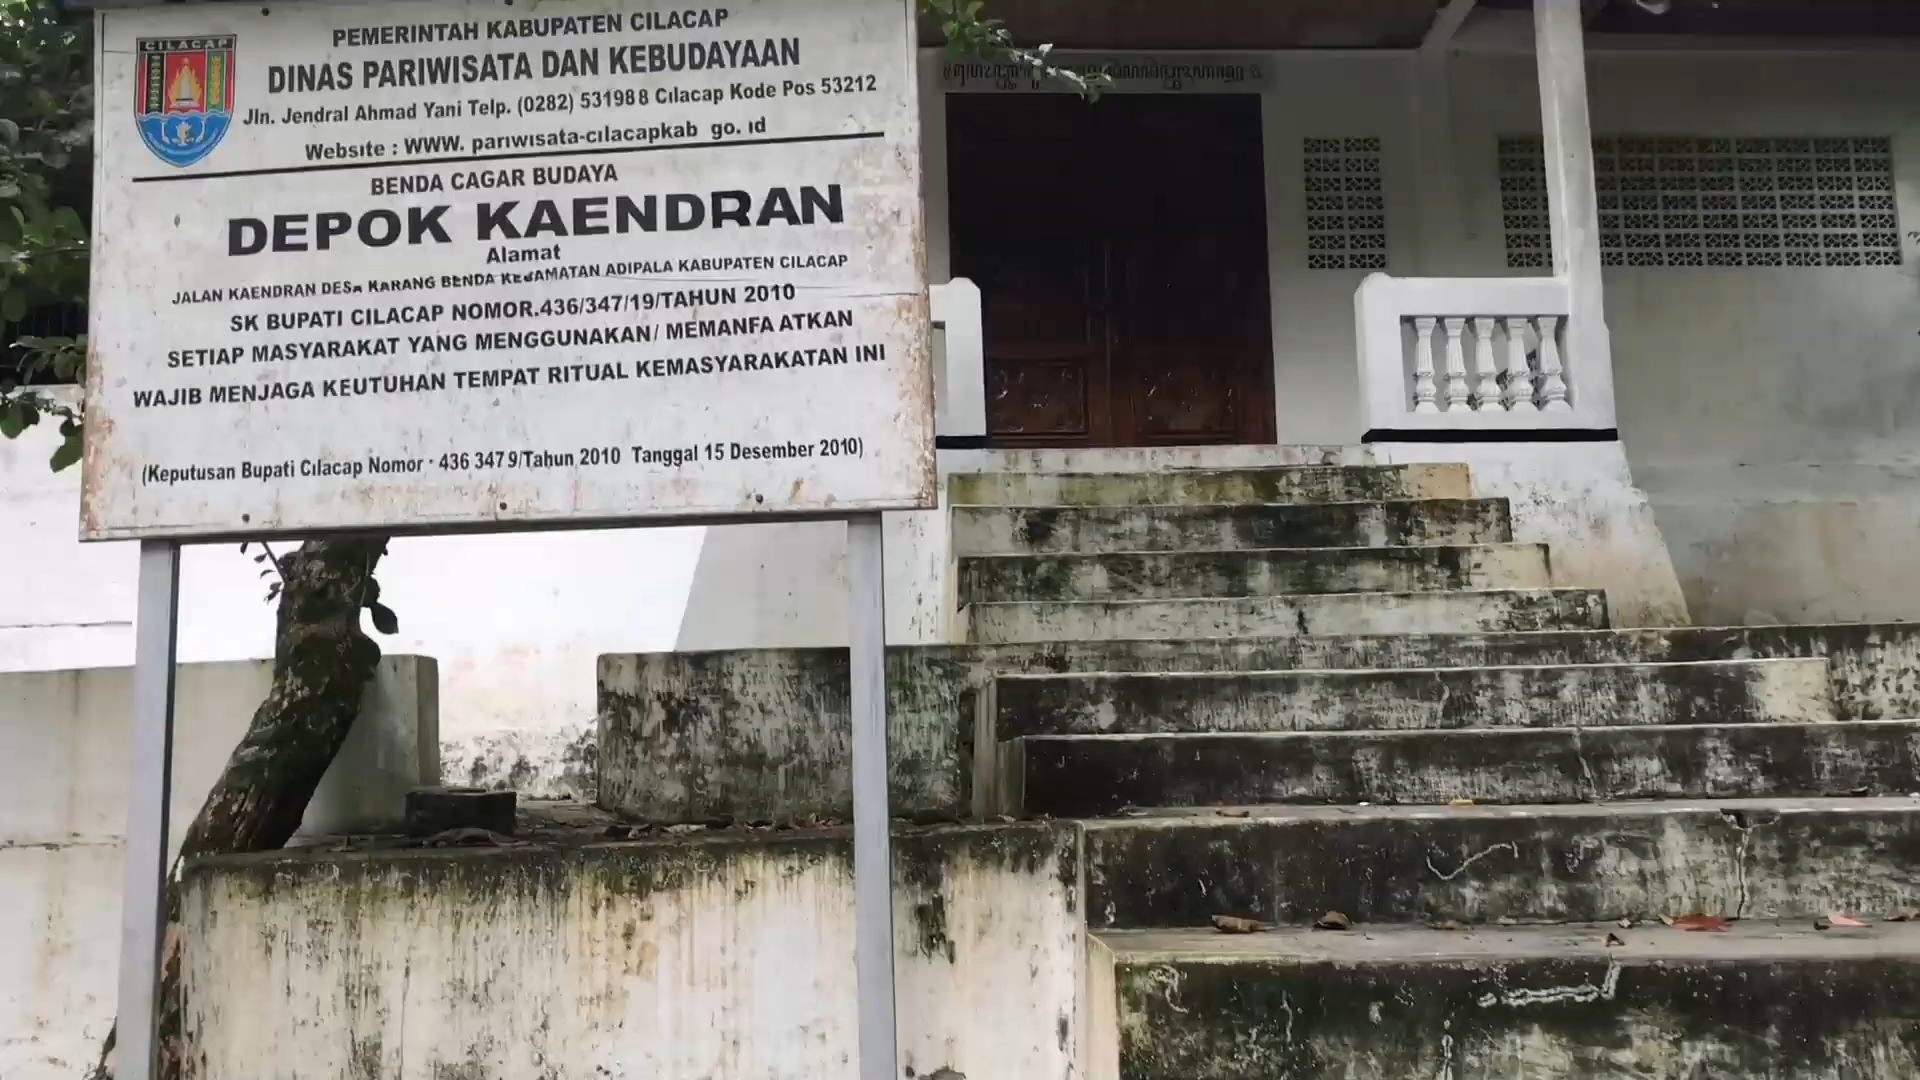 CILACAP
PEMERINTAH KABUPATEN CILACAP
DINAS PARIWISATA DAN KEBUDAYAAN
Jln. Jendral Ahmad Yani Telp. (0282) 531988 Cilacap Kode Pos 53212
Website : WWW. pariwisata-cilacapkab go. id
BENDA CAGAR BUDAYA
DEPOK KAENDRAN
Alamat
JALAN KAENDRAN DESA KARANG BENDA KECAMATAN ADIPALA KABUPATEN CILACAP
SK BUPATI CILACAP NOMOR.436/347/19/TAHUN 2010
SETIAP MASYARAKAT YANG MENGGUNAKAN/ MEMANFAATKAN
WAJIB MENJAGA KEUTUHAN TEMPAT RITUAL KEMASYARAKATAN INI
(Keputusan Bupati Cilacap Nomor : 436 347 9/Tahun 2010 Tanggal 15 Desember 2010)